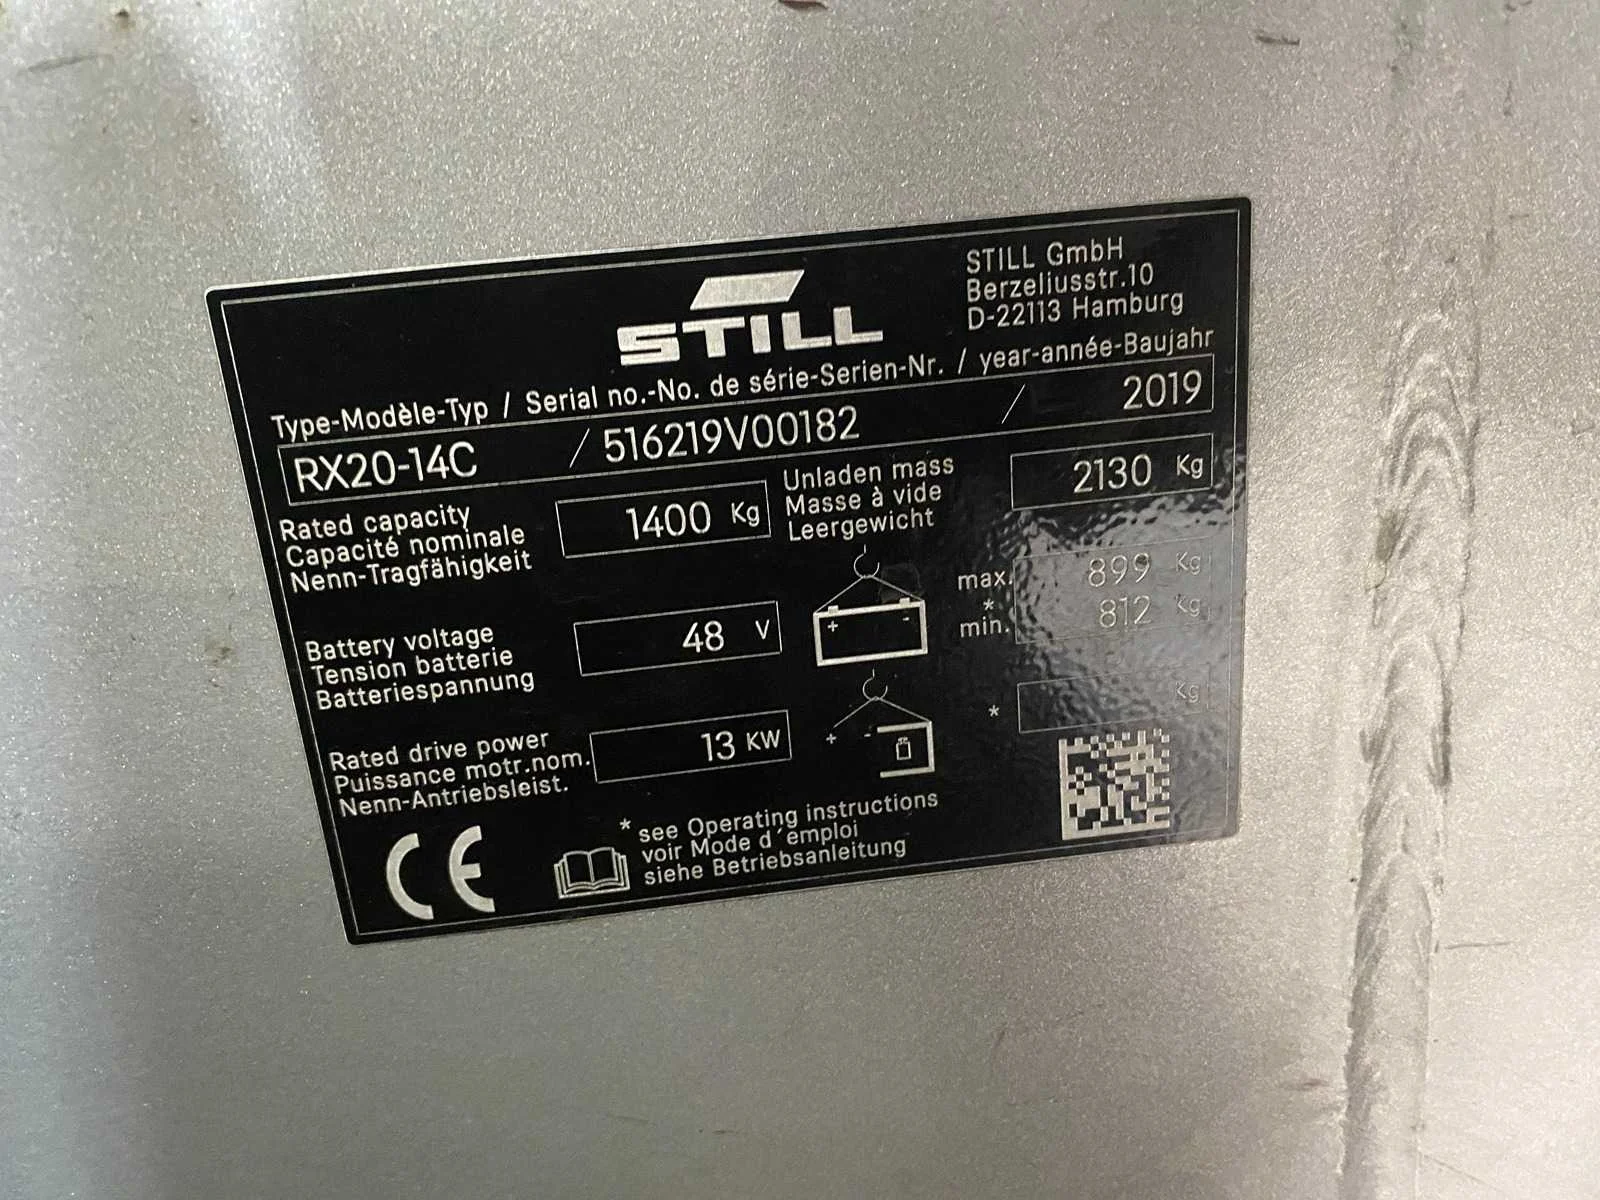 STILL
STILL GmbH
Berzeliusstr.10
D-22113 Hamburg
Type-Modèle-Typ / Serial no.-No. de série-Serien-Nr. / year-année-Baujahr
RX20-14C / 516219V00182 / 2019
Rated capacity
Capacité nominale
Nenn-Tragfähigkeit
1400 Kg
Unladen mass
Masse à vide
Leergewicht
2130 Kg
Battery voltage
Tension batterie
Batteriespannung
48 V
+ -
max. 899 Kg
*
min. 812 Kg
Rated drive power
Puissance motr.nom.
Nenn-Antriebsleist.
13 KW
+ -
* Kg
CE
* see Operating instructions
voir Mode d´emploi
siehe Betriebsanleitung